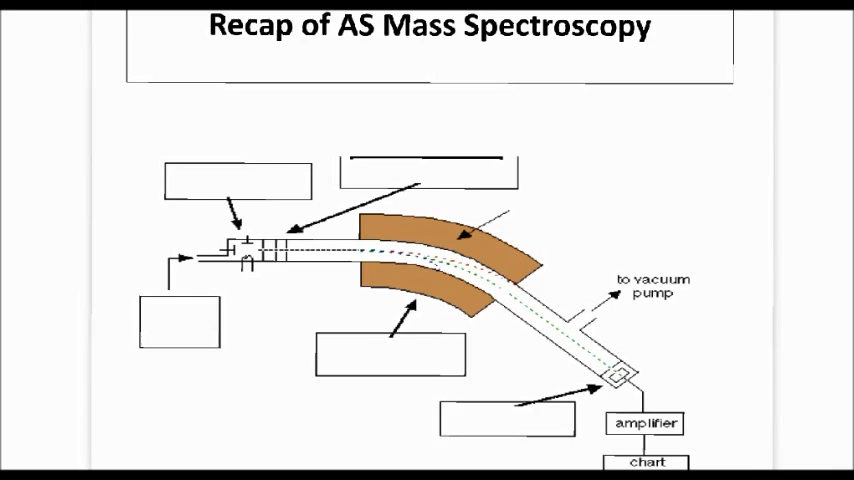 Recap of AS Mass Spectroscopy
to vacuum
pump
amplifier
chart